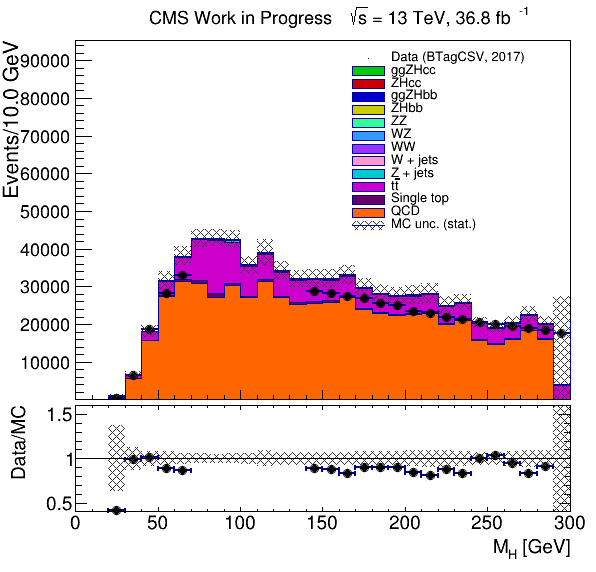 CMS Work in Progress √s = 13 TeV, 36.8 fb⁻¹
Events/10.0 GeV
90000
80000
70000
60000
50000
40000
30000
20000
10000
Data (BTagCSV, 2017)
ggZHcc
ZHcc
ggZHbb
ZHbb
ZZ
WZ
WW
W + jets
Z + jets
tt̄
Single top
QCD
MC unc. (stat.)
Data/MC
1.5
1
0.5
0 50 100 150 200 250 300
M_H [GeV]